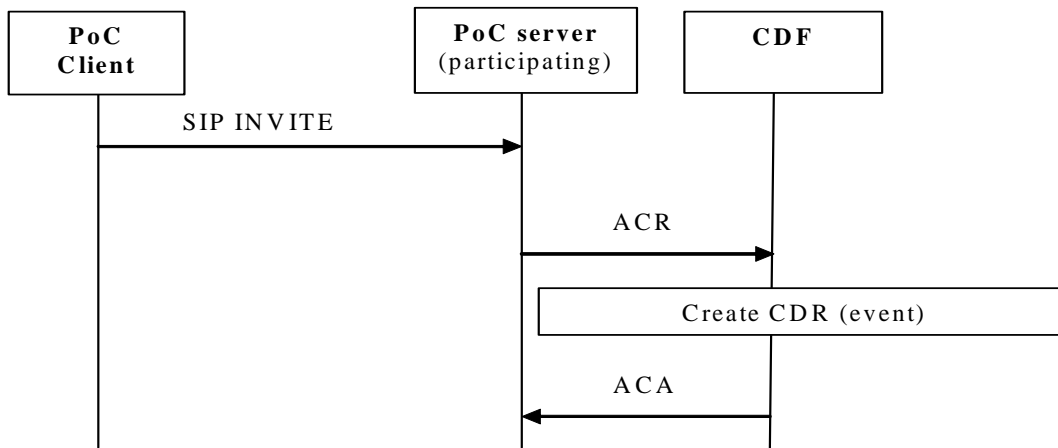 PoC
Client
PoC server
(participating)
CDF
SIP INVITE
ACR
Create CDR (event)
ACA